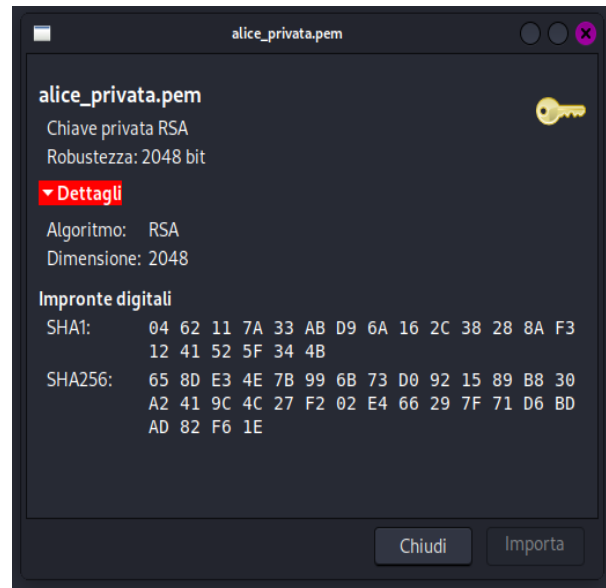 alice_privata.pem
alice_privata.pem
Chiave privata RSA
Robustezza: 2048 bit
Dettagli
Algoritmo: RSA
Dimensione: 2048
Impronte digitali
SHA1: 04 62 11 7A 33 AB D9 6A 16 2C 38 28 8A F3
12 41 52 5F 34 4B
SHA256: 65 8D E3 4E 7B 99 6B 73 D0 92 15 89 B8 30
A2 41 9C 4C 27 F2 02 E4 66 29 7F 71 D6 BD
AD 82 F6 1E
Chiudi Importa